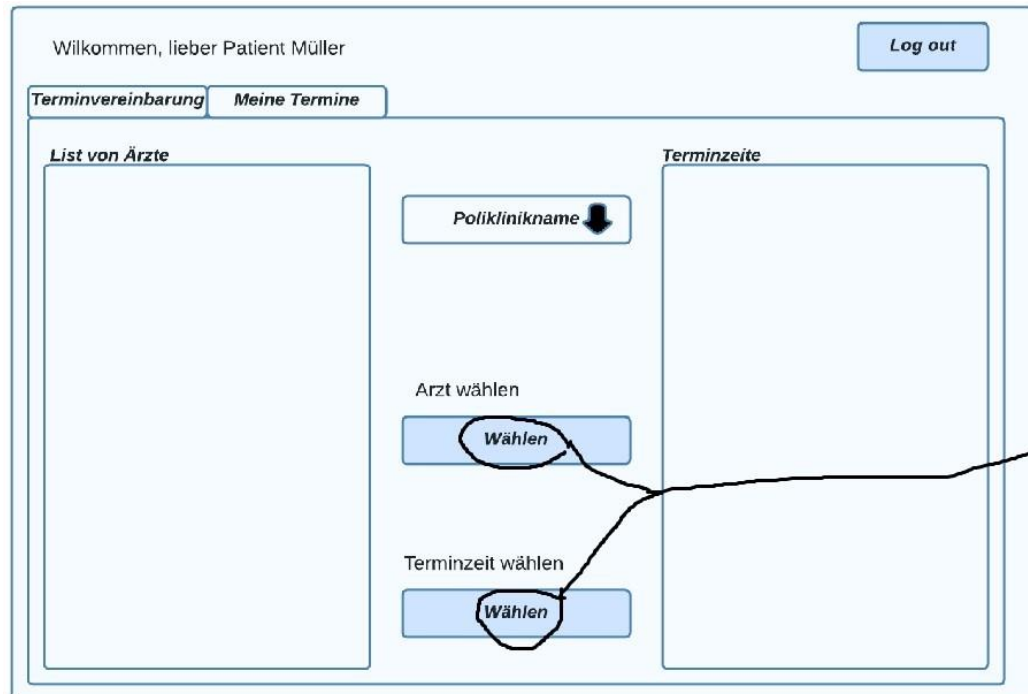 Wilkommen, lieber Patient Müller
Log out
Terminvereinbarung
Meine Termine
List von Ärzte
Terminzeite
Poliklinikname
Arzt wählen
Wählen
Terminzeit wählen
Wählen